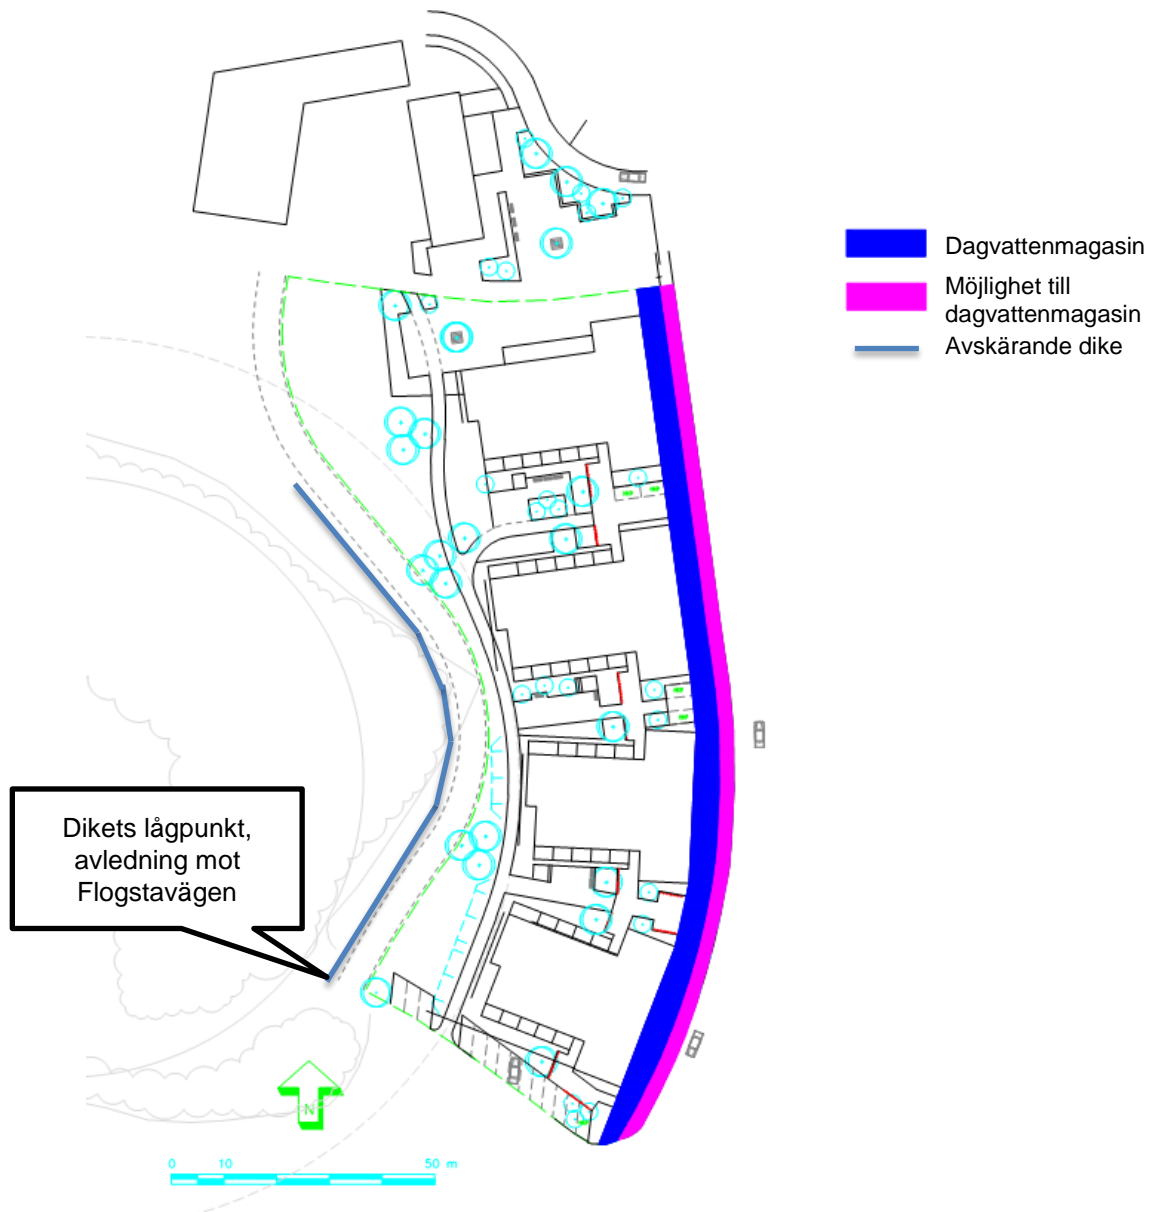 Dagvattenmagasin
Möjlighet till
dagvattenmagasin
Avskärande dike
Dikets lågpunkt,
avledning mot
Flogstavägen
N
0 10 50 m